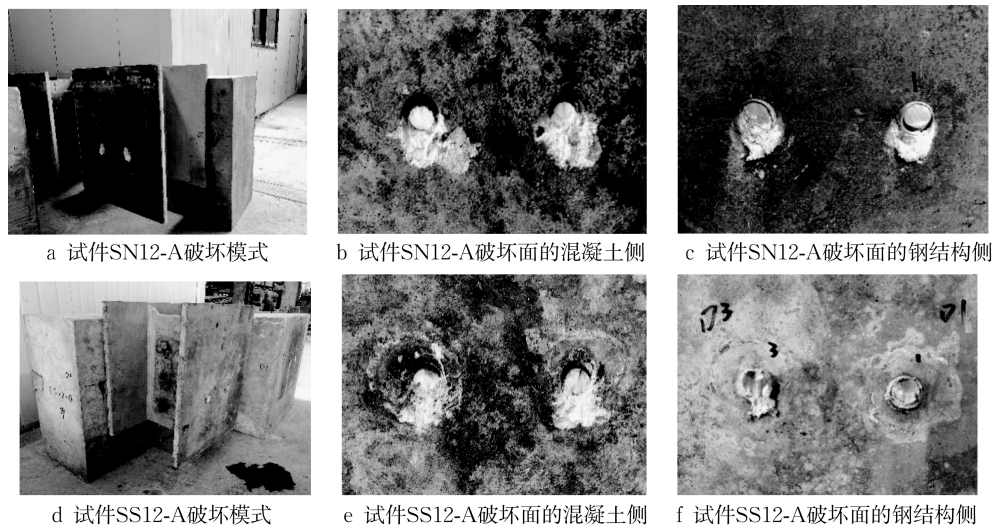 a 试件SN12-A破坏模式
b 试件SN12-A破坏面的混凝土侧
c 试件SN12-A破坏面的钢结构侧
D3
D1
3
d 试件SS12-A破坏模式
e 试件SS12-A破坏面的混凝土侧
f 试件SS12-A破坏面的钢结构侧